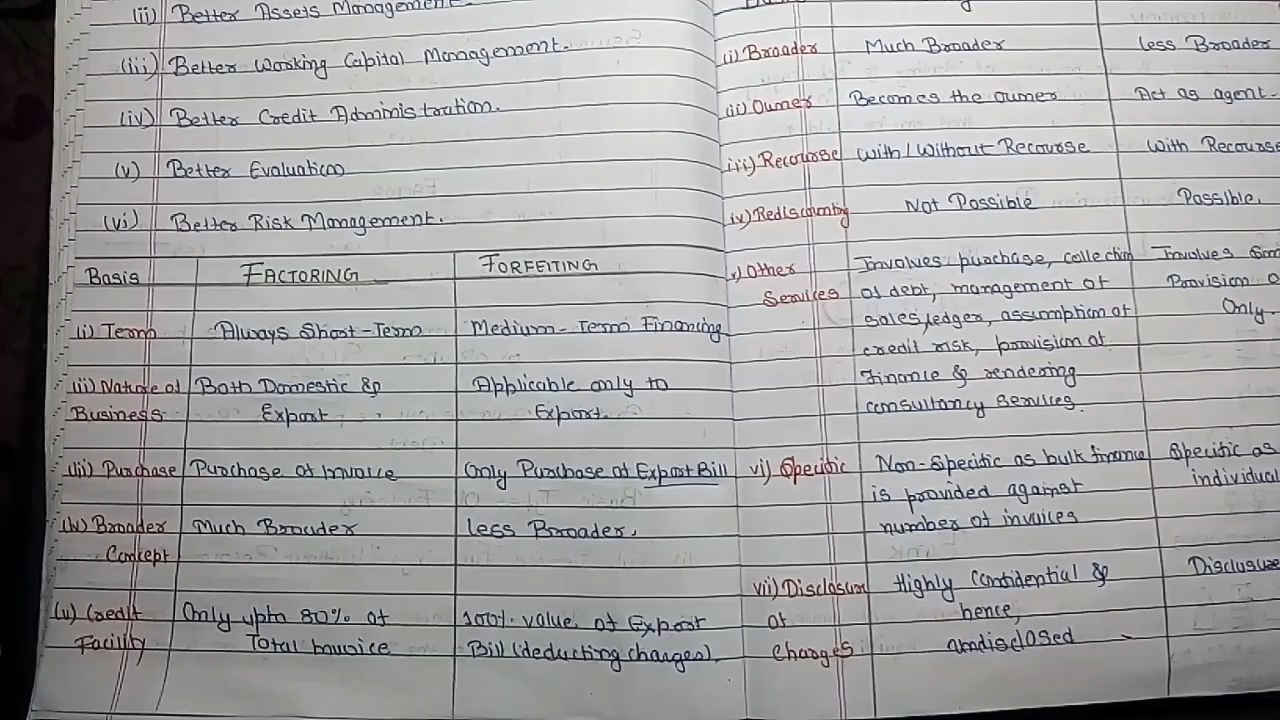 (ii) Better Assets Management.
(iii) Better Working Capital Management.
(iv) Better Credit Administration.
(v) Better Evaluation
(vi) Better Risk Management.
Basis FACTORING FORFEITING
(i) Term Always Short-Term Medium-Term Financing
(ii) Nature of Both Domestic & Applicable only to
Business Export Export.
(iii) Purchase Purchase of Invoice Only Purchase of Export Bill
(iv) Broader Much Broader less Broader.
Concept
(v) Credit Only upto 80% of 100% value of Export
Facility Total Invoice Bill (deducting charges).
(i) Broader Much Broader less Broader
(ii) Owner Becomes the owner Act as agent.
(iii) Recourse With/Without Recourse With Recourse
iv) Rediscounting Not Possible Possible.
v) Other Involves purchase, collection Involves
Services of debt, management of Provision
sales, ledger, assumption of Only.
credit risk, provision of
finance & rendering
consultancy services.
vi) Specific Non-Specific as bulk finance Specific as
is provided against individual
number of invoices
vii) Disclosure Highly Confidential & Disclosure
of hence,
Charges undisclosed